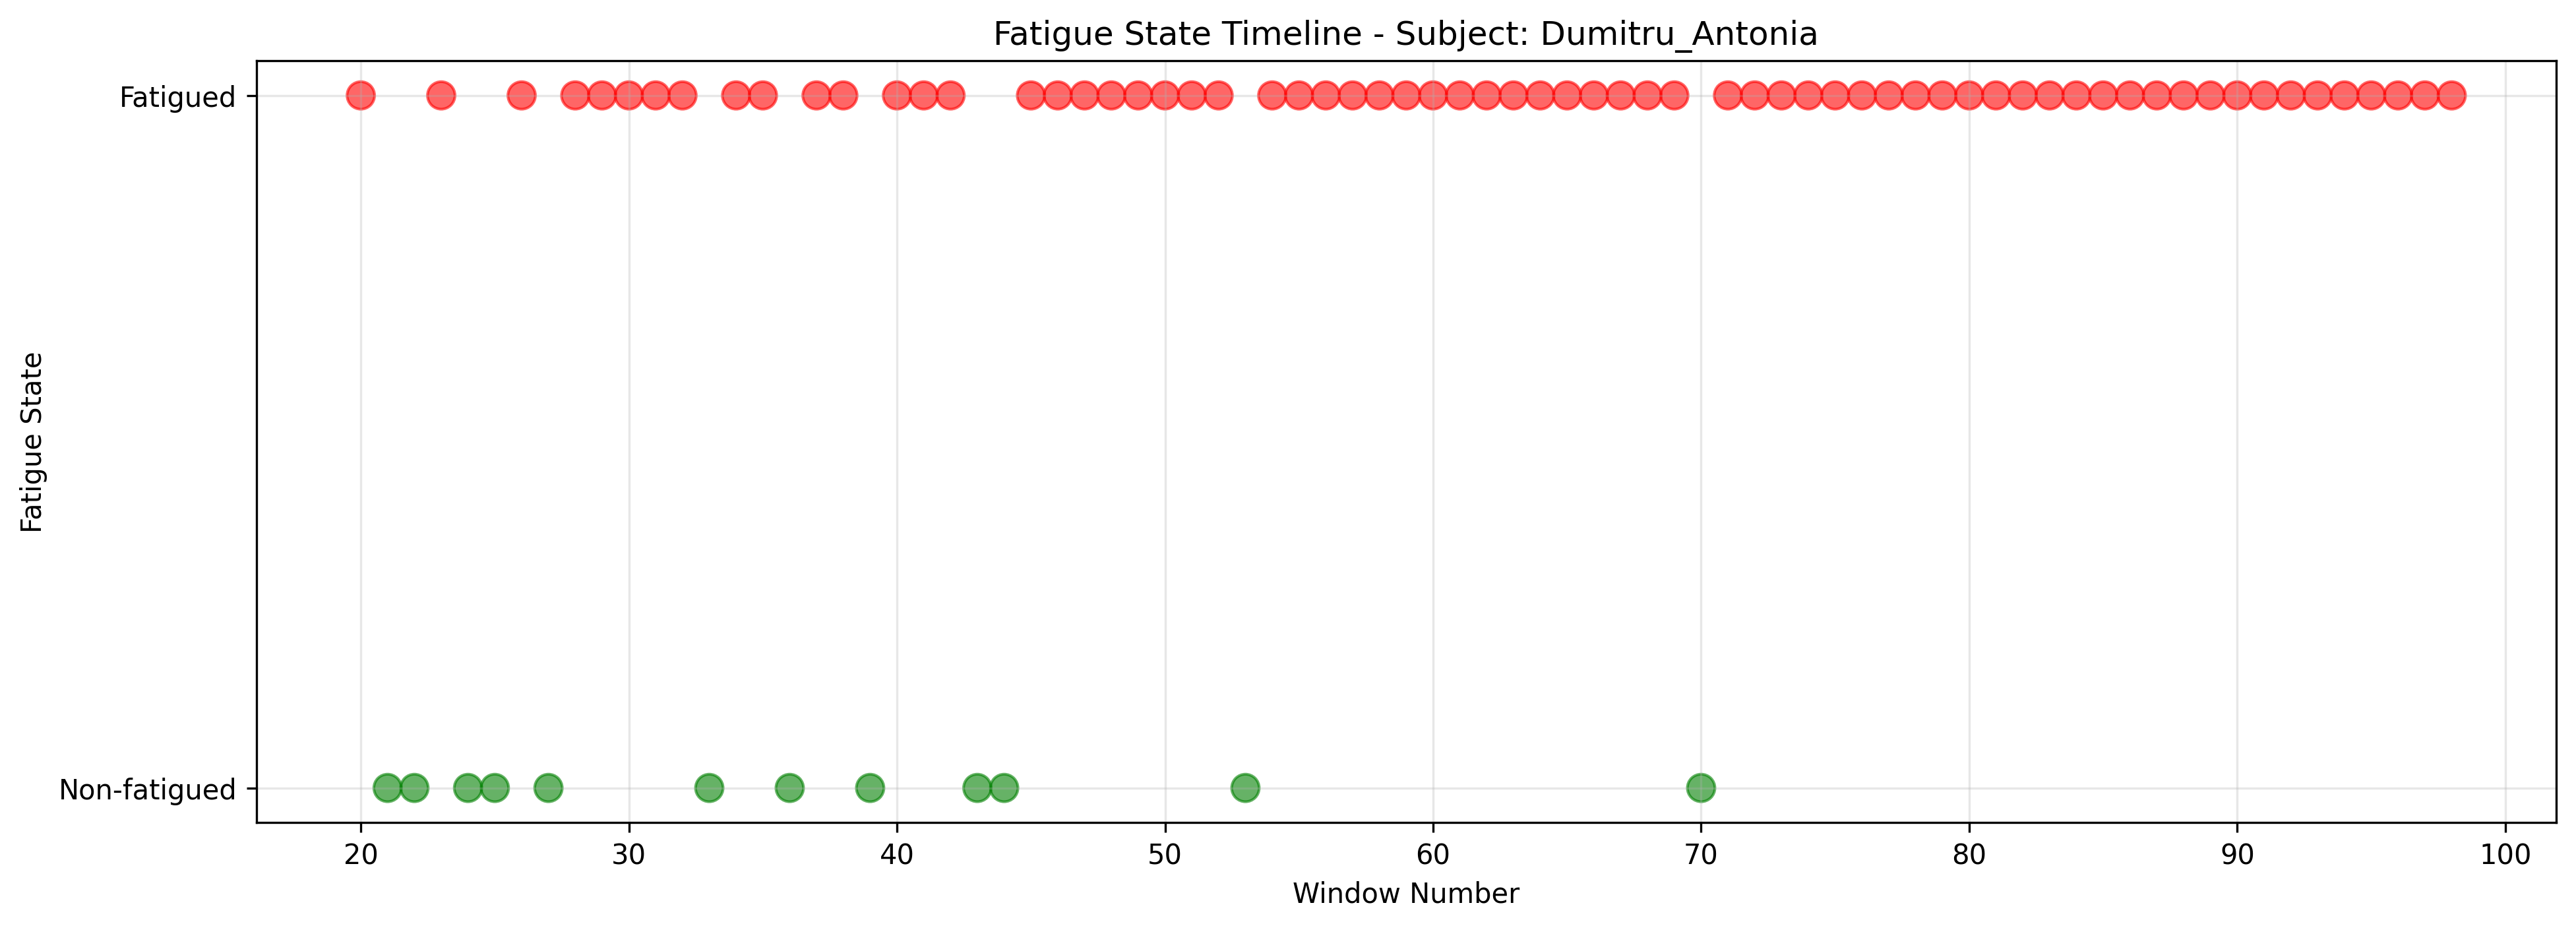 Fatigue State Timeline - Subject: Dumitru_Antonia
Fatigued
Fatigue State
Non-fatigued
20 30 40 50 60 70 80 90 100
Window Number